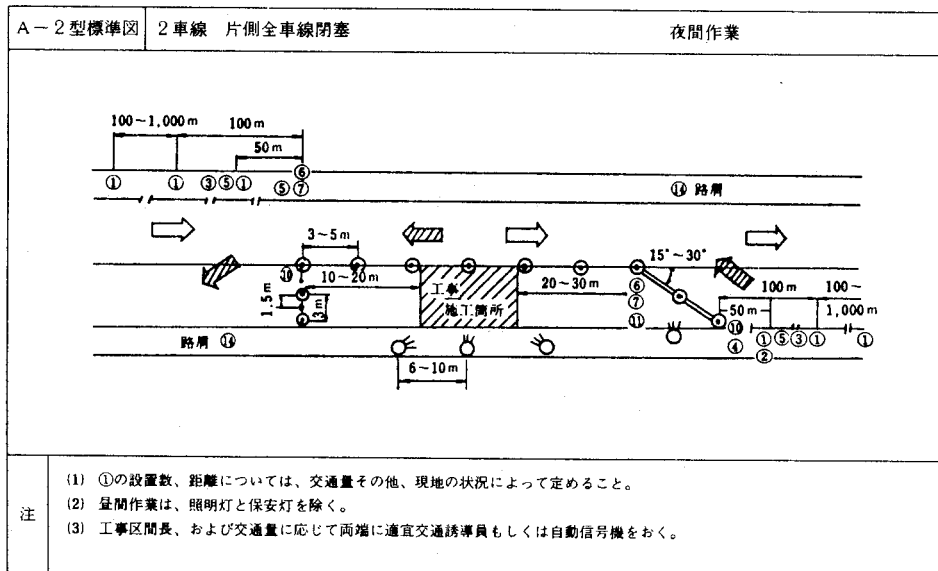 A－2型標準図 2車線 片側全車線閉塞 夜間作業
100～1,000m 100m
50m
⑥
① ① ③⑤① ⑤⑦ ⑭ 路肩
3～5m
15°～30°
⑩ 10～20m 工事 20～30m ⑥ 100m 100～
1.5m 3m 施工箇所 ⑦ 50m 1,000m
⑪ ⑩ ①⑤③① ①
路肩 ⑭ ④ ②
6～10m
注
(1) ①の設置数、距離については、交通量その他、現地の状況によって定めること。
(2) 昼間作業は、照明灯と保安灯を除く。
(3) 工事区間長、および交通量に応じて両端に適宜交通誘導員もしくは自動信号機をおく。